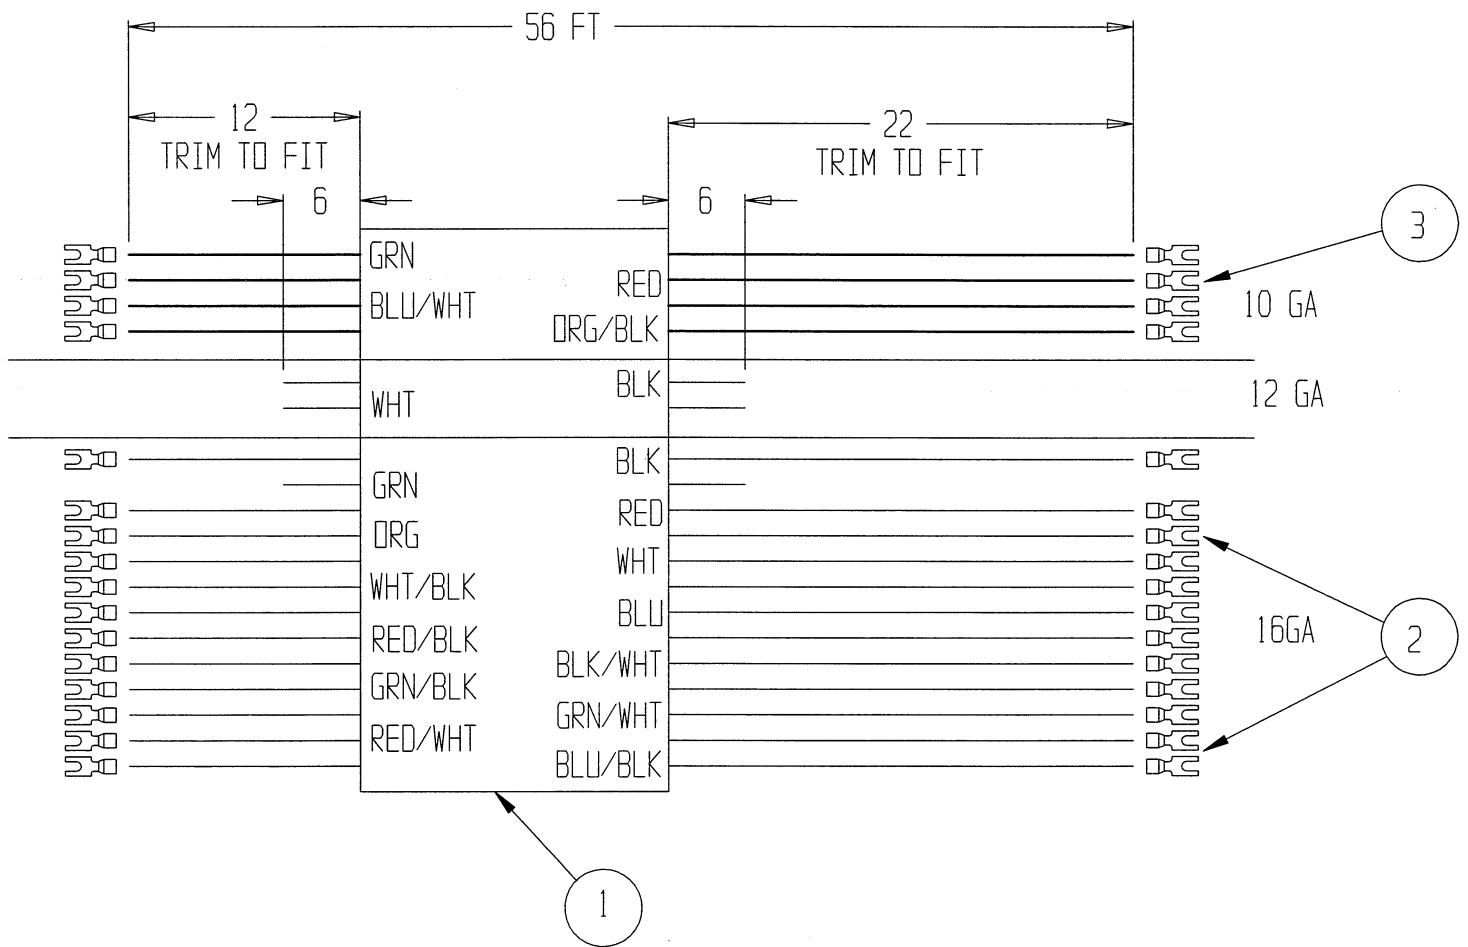 56 FT
12
TRIM TO FIT
22
TRIM TO FIT
6
6
3
GRN
RED
BLU/WHT
10 GA
ORG/BLK
BLK
WHT
12 GA
BLK
GRN
RED
ORG
WHT
WHT/BLK
BLU
16GA
2
RED/BLK
BLK/WHT
GRN/BLK
GRN/WHT
RED/WHT
BLU/BLK
1